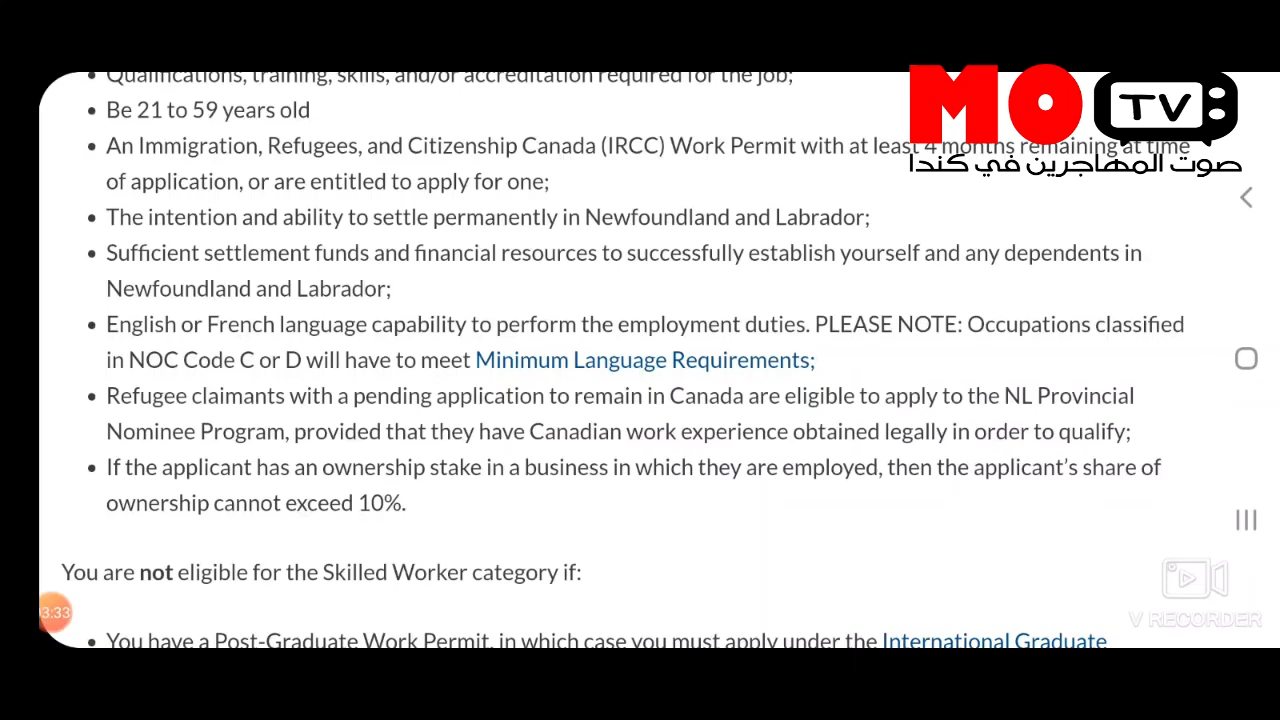 Qualifications, training, skills, and/or accreditation required for the job;
MO TV
• Be 21 to 59 years old
• An Immigration, Refugees, and Citizenship Canada (IRCC) Work Permit with at least 4 months remaining at time
صوت المهاجرين في كندا
of application, or are entitled to apply for one;
• The intention and ability to settle permanently in Newfoundland and Labrador;
• Sufficient settlement funds and financial resources to successfully establish yourself and any dependents in
Newfoundland and Labrador;
• English or French language capability to perform the employment duties. PLEASE NOTE: Occupations classified
in NOC Code C or D will have to meet Minimum Language Requirements;
• Refugee claimants with a pending application to remain in Canada are eligible to apply to the NL Provincial
Nominee Program, provided that they have Canadian work experience obtained legally in order to qualify;
• If the applicant has an ownership stake in a business in which they are employed, then the applicant's share of
ownership cannot exceed 10%.
You are not eligible for the Skilled Worker category if:
3:33
V RECORDER
• You have a Post-Graduate Work Permit, in which case you must apply under the International Graduate